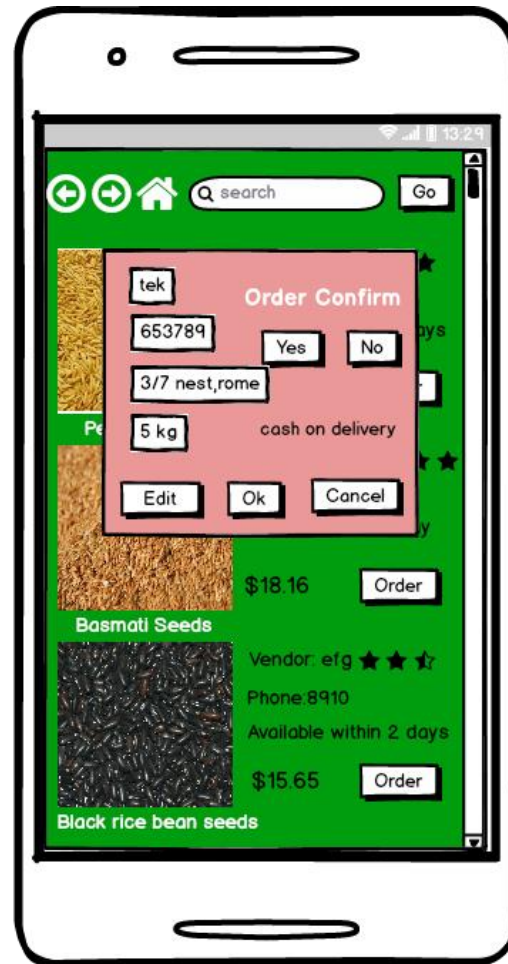 13:29
search
Go
tek
Order Confirm
653789
Yes
No
ays
3/7 nest,rome
Pe
5 kg
cash on delivery
Edit
Ok
Cancel
y
$18.16
Order
Basmati Seeds
Vendor: efg
Phone:8910
Available within 2 days
$15.65
Order
Black rice bean seeds